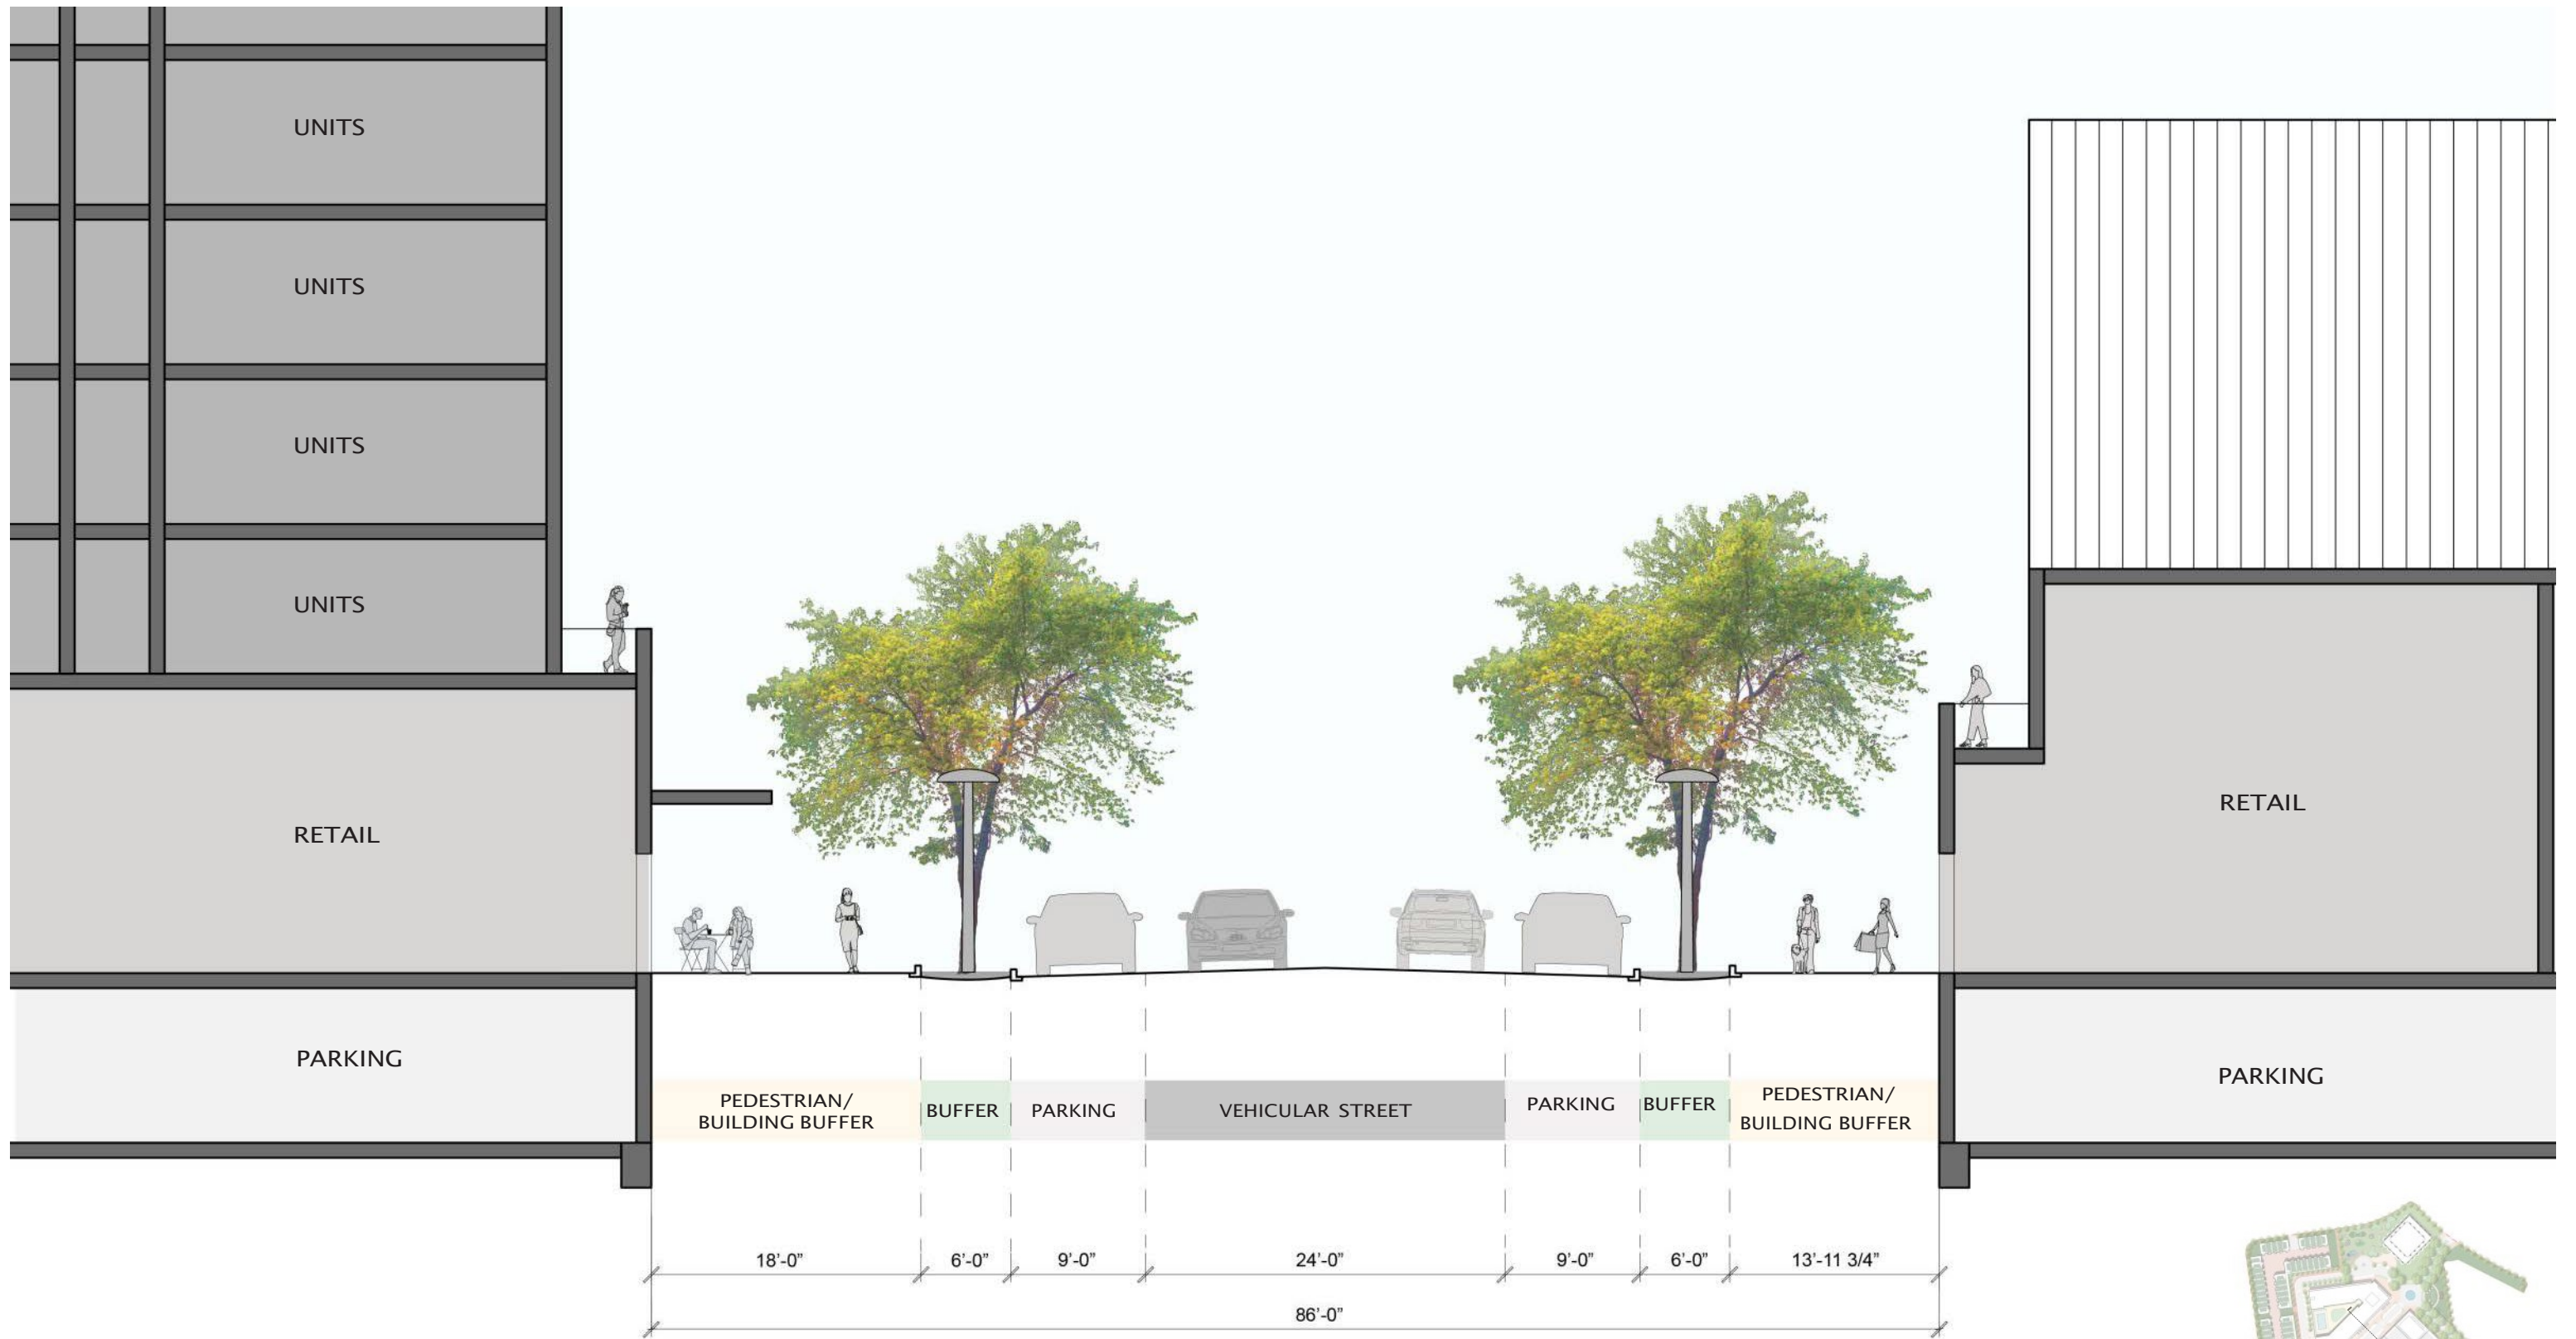 UNITS
UNITS
UNITS
UNITS
RETAIL
RETAIL
PARKING
PARKING
PEDESTRIAN/
BUILDING BUFFER
BUFFER
PARKING
VEHICULAR STREET
PARKING
BUFFER
PEDESTRIAN/
BUILDING BUFFER
18'-0"
6'-0"
9'-0"
24'-0"
9'-0"
6'-0"
13'-11 3/4"
86'-0"